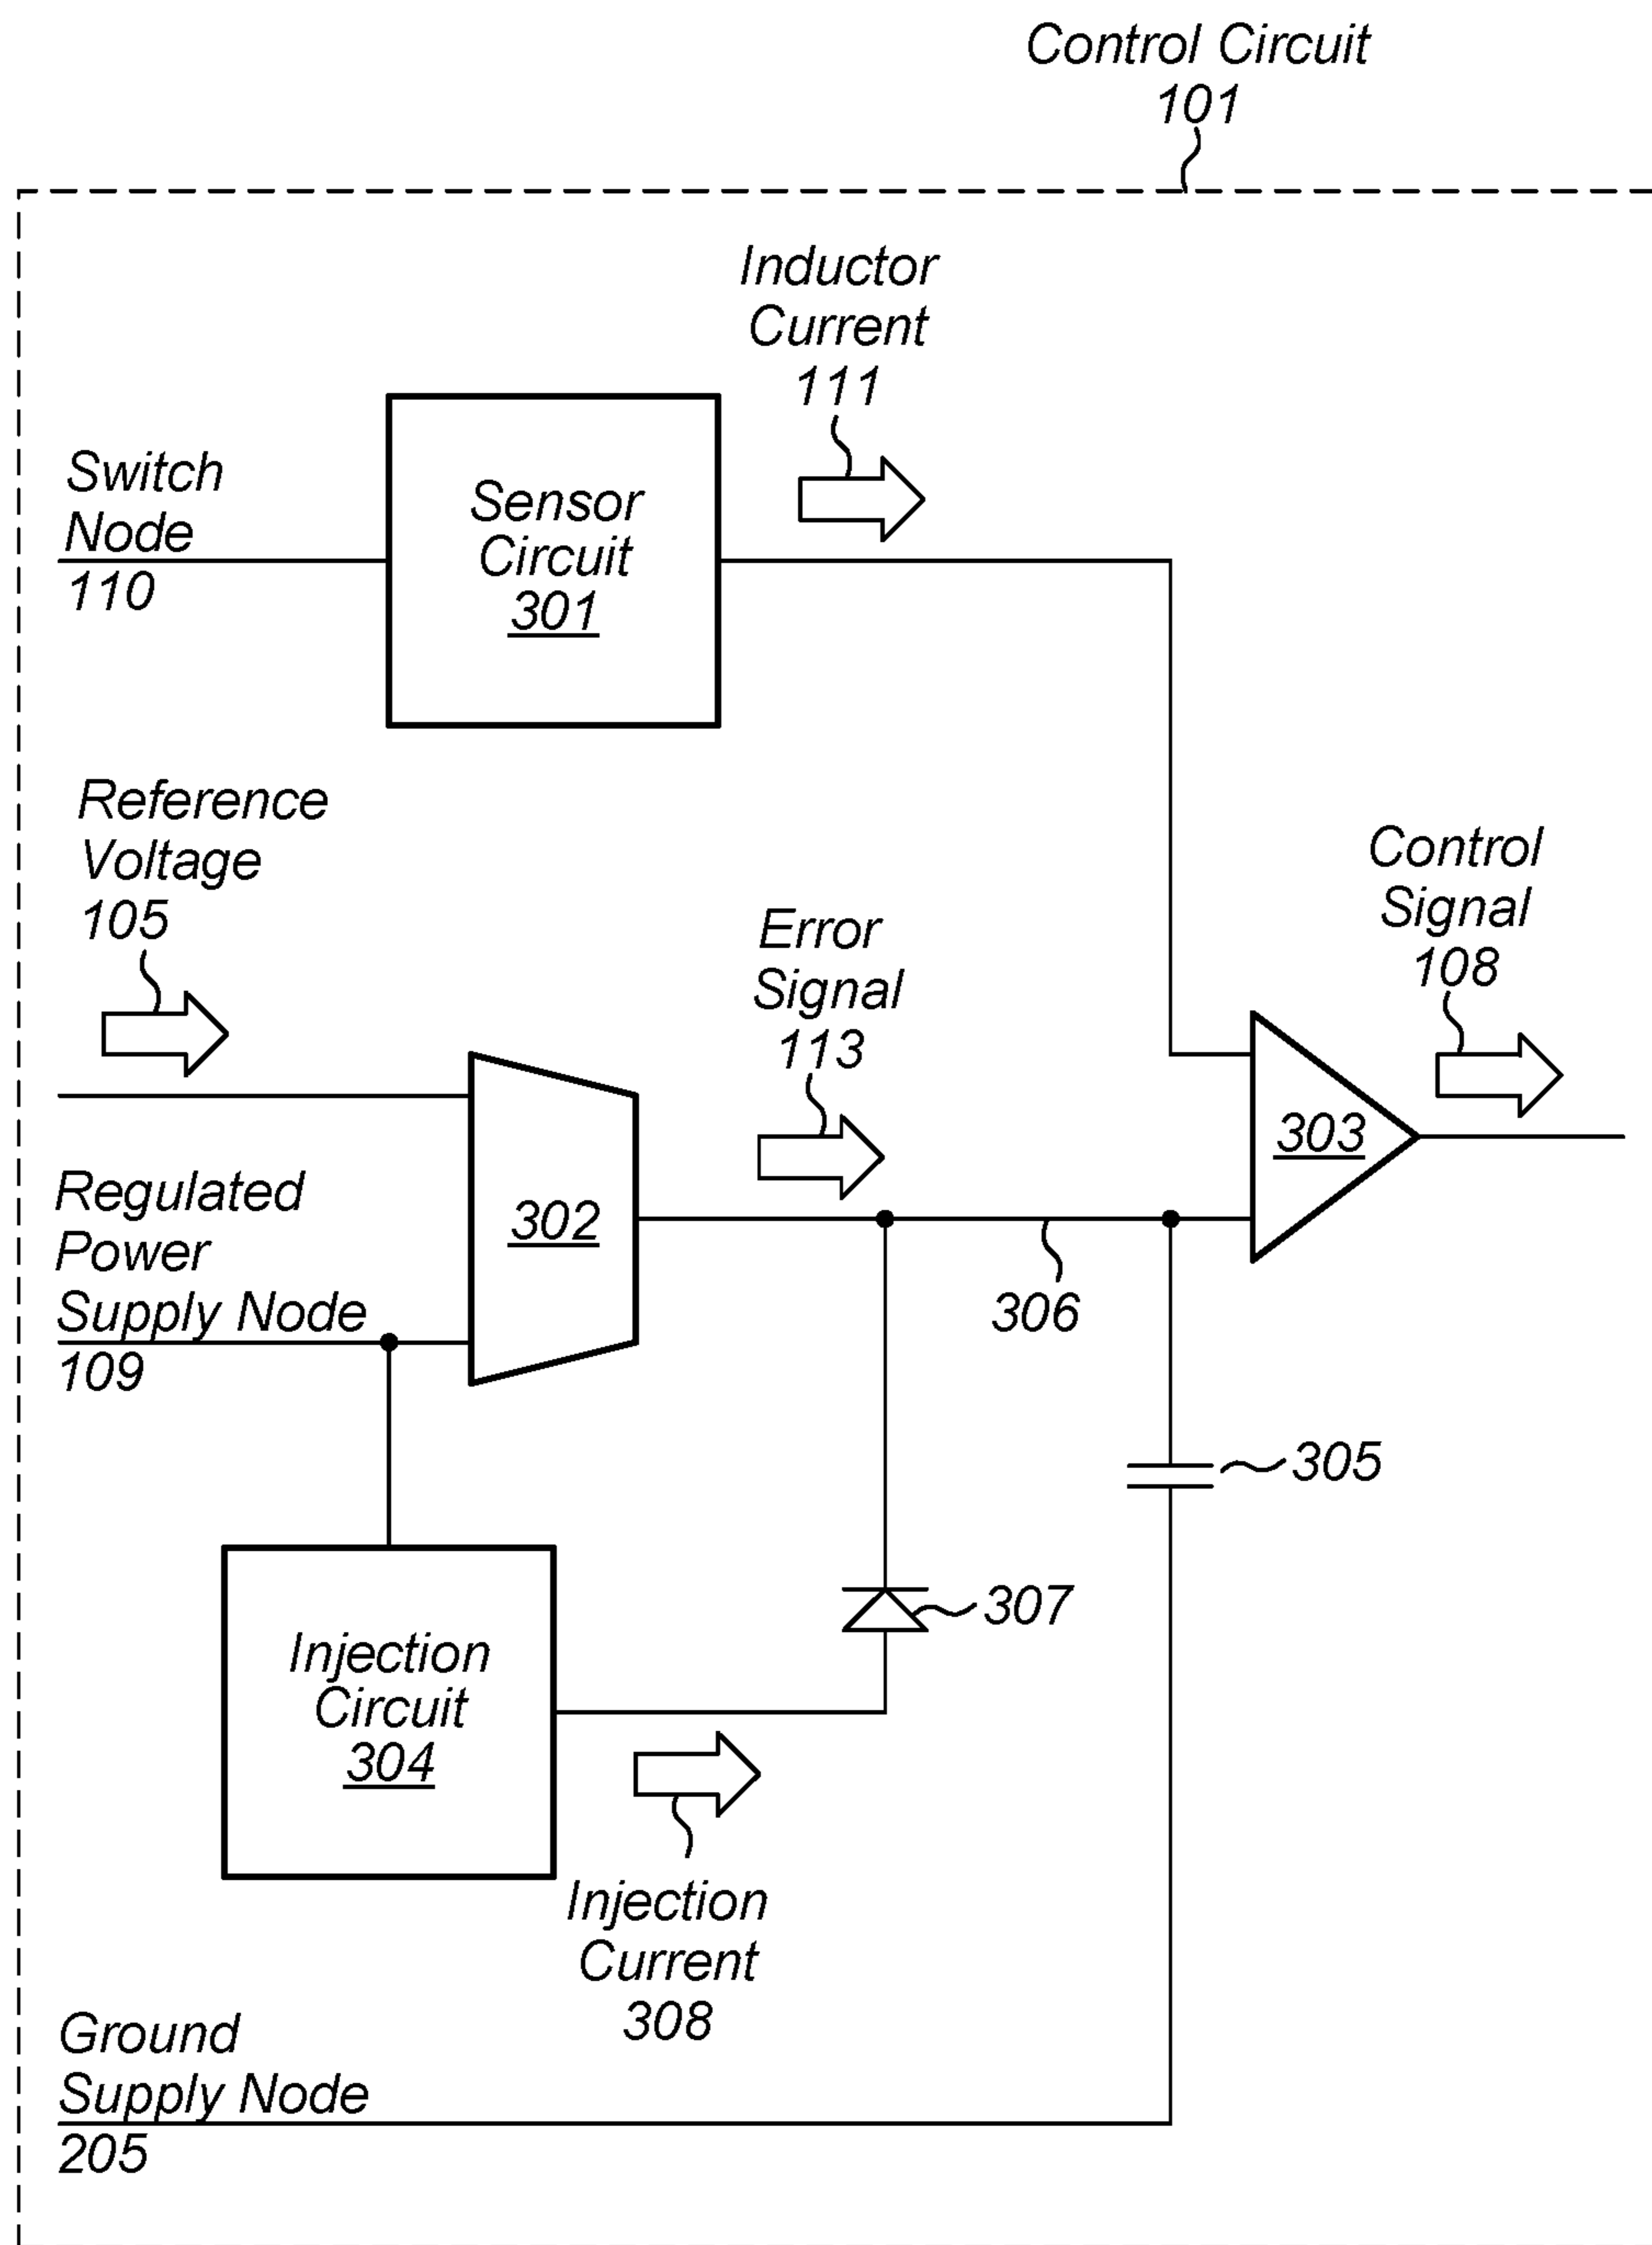 Control Circuit
101
Inductor
Current
111
Switch
Node
110
Sensor
Circuit
301
Reference
Voltage
105
Error
Signal
113
Control
Signal
108
303
Regulated
Power
Supply Node
109
302
306
305
307
Injection
Circuit
304
Injection
Current
308
Ground
Supply Node
205